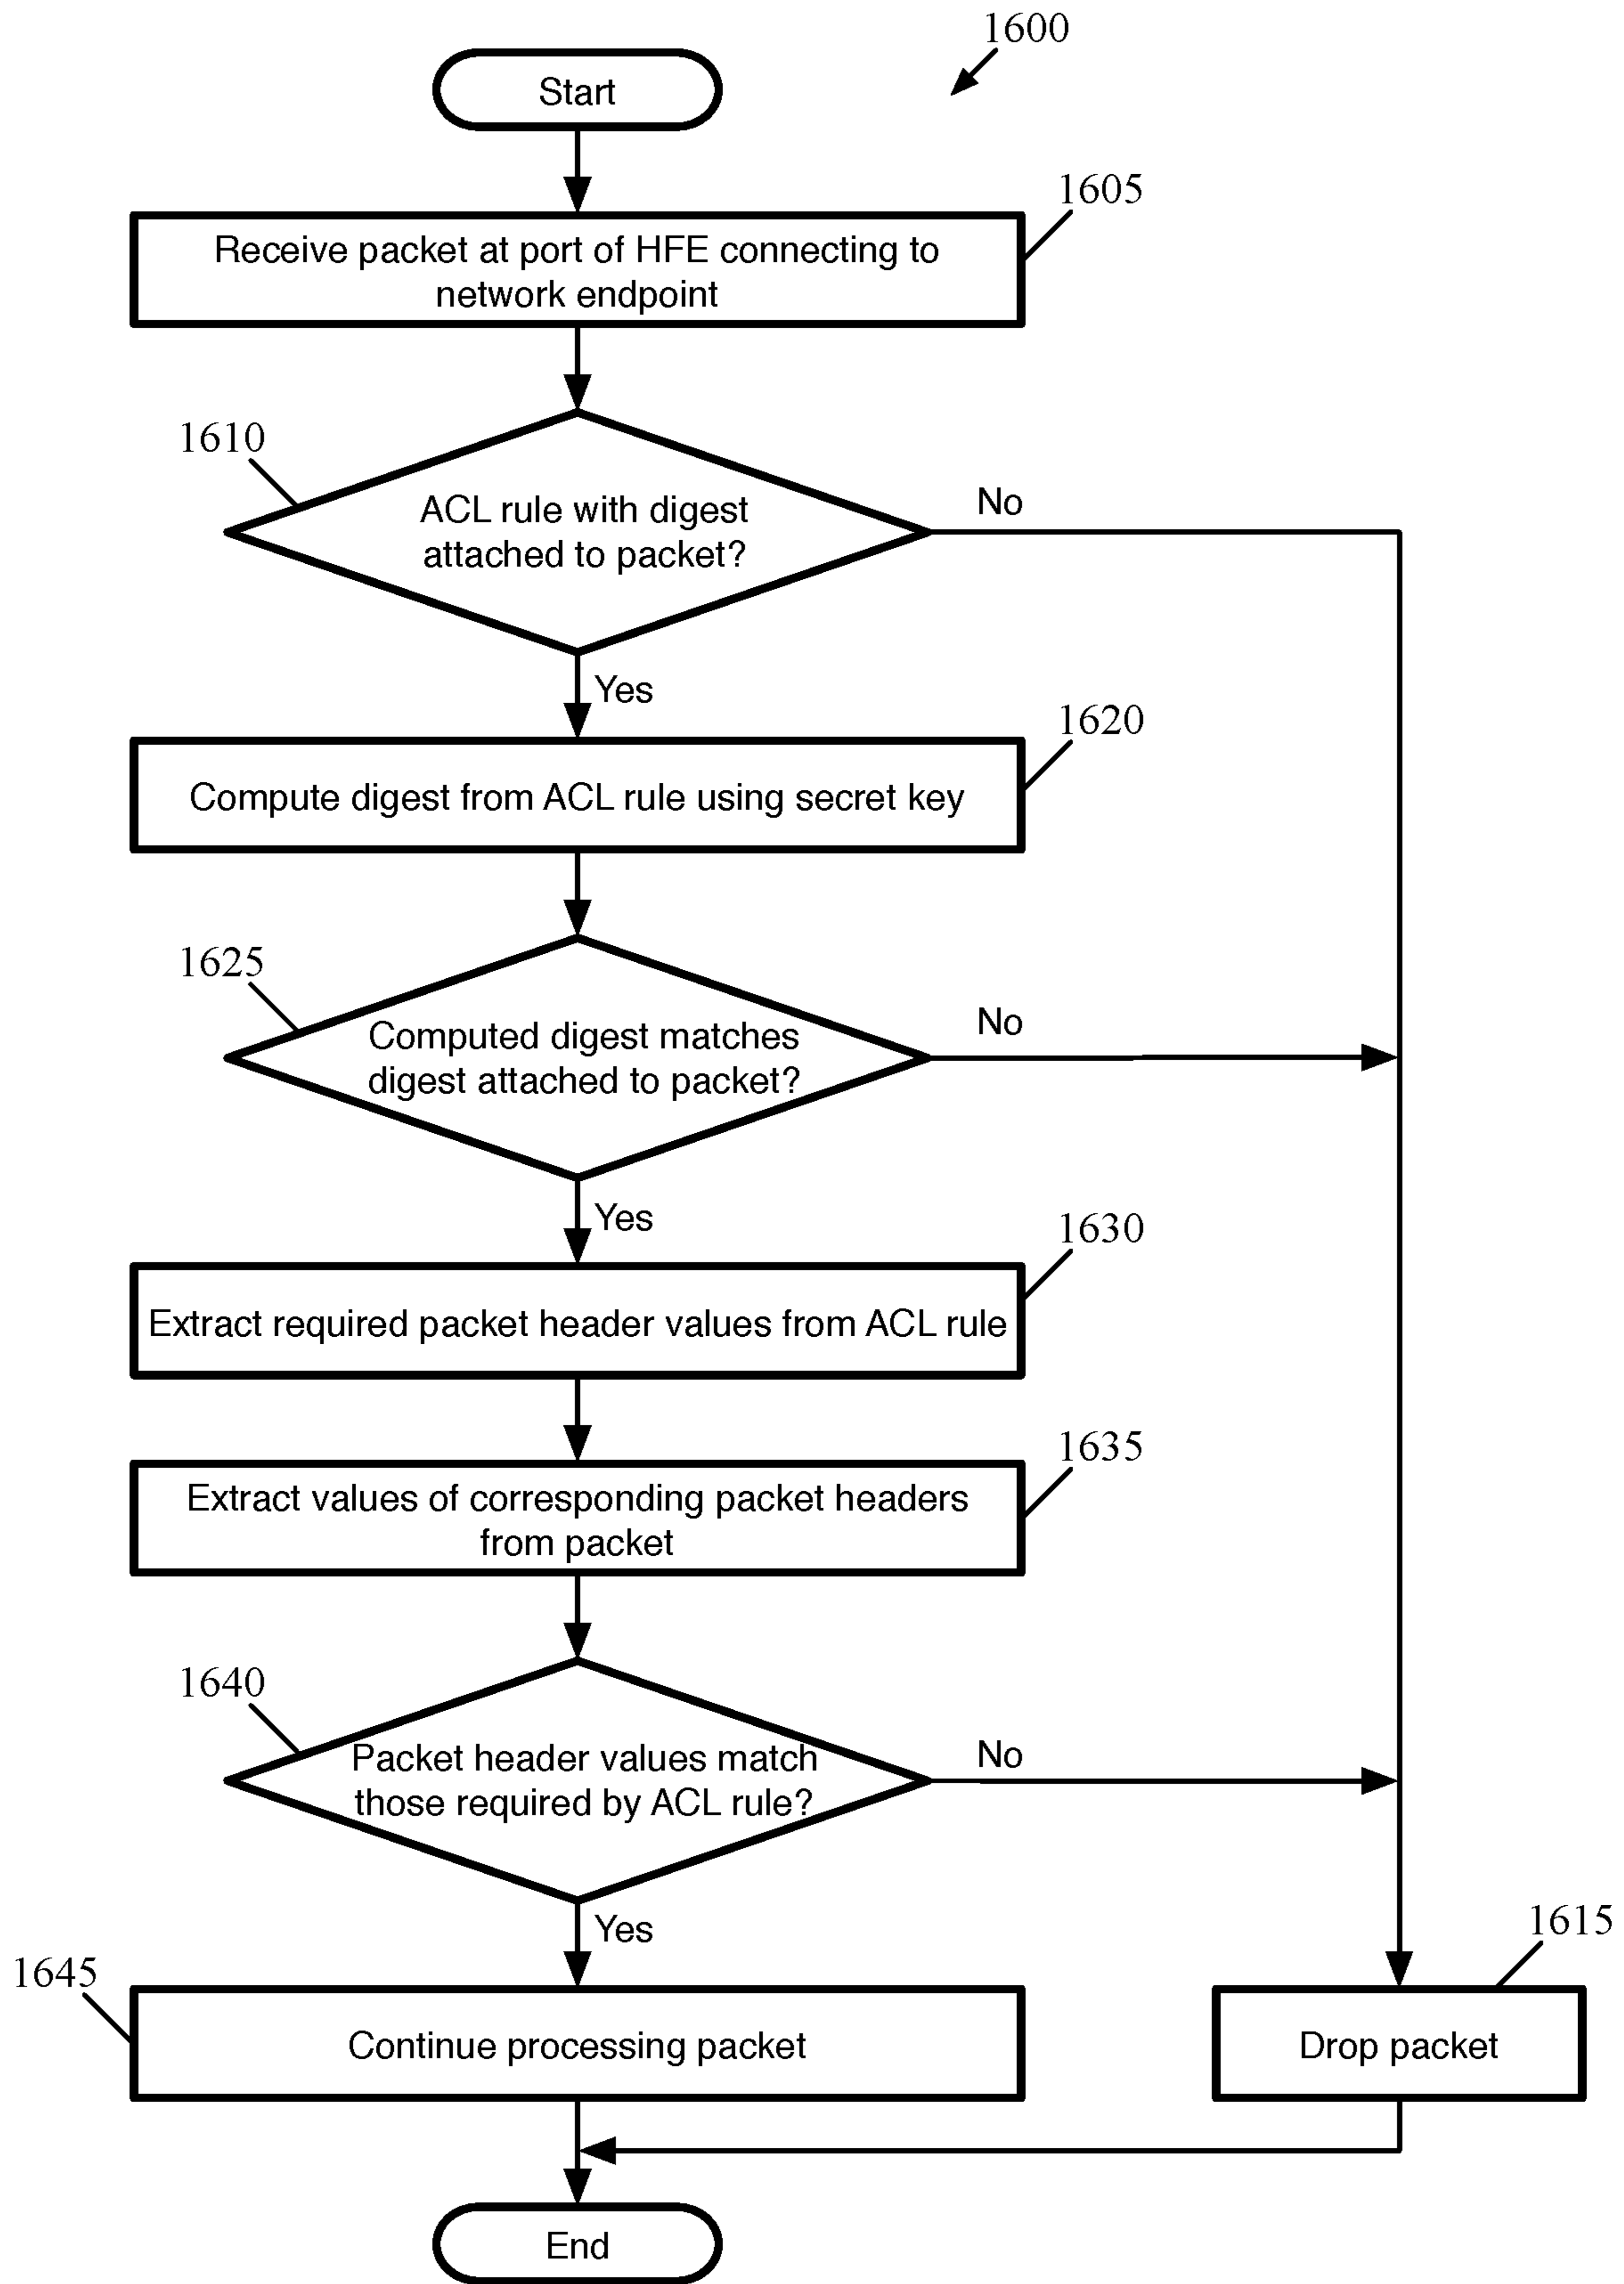 1600
Start
1605
Receive packet at port of HFE connecting to
network endpoint
1610
ACL rule with digest
attached to packet?
No
Yes
1620
Compute digest from ACL rule using secret key
1625
Computed digest matches
digest attached to packet?
No
Yes
1630
Extract required packet header values from ACL rule
1635
Extract values of corresponding packet headers
from packet
1640
Packet header values match
those required by ACL rule?
No
Yes
1645
Continue processing packet
1615
Drop packet
End